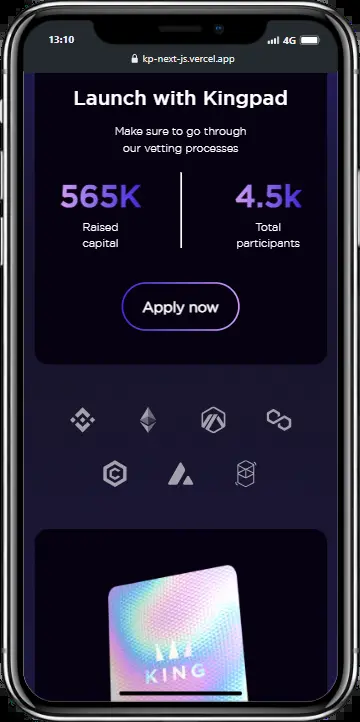 13:10
4G
kp-next-js.vercel.app
Launch with Kingpad
Make sure to go through
our vetting processes
565K
4.5k
Raised
capital
Total
participants
Apply now
KING